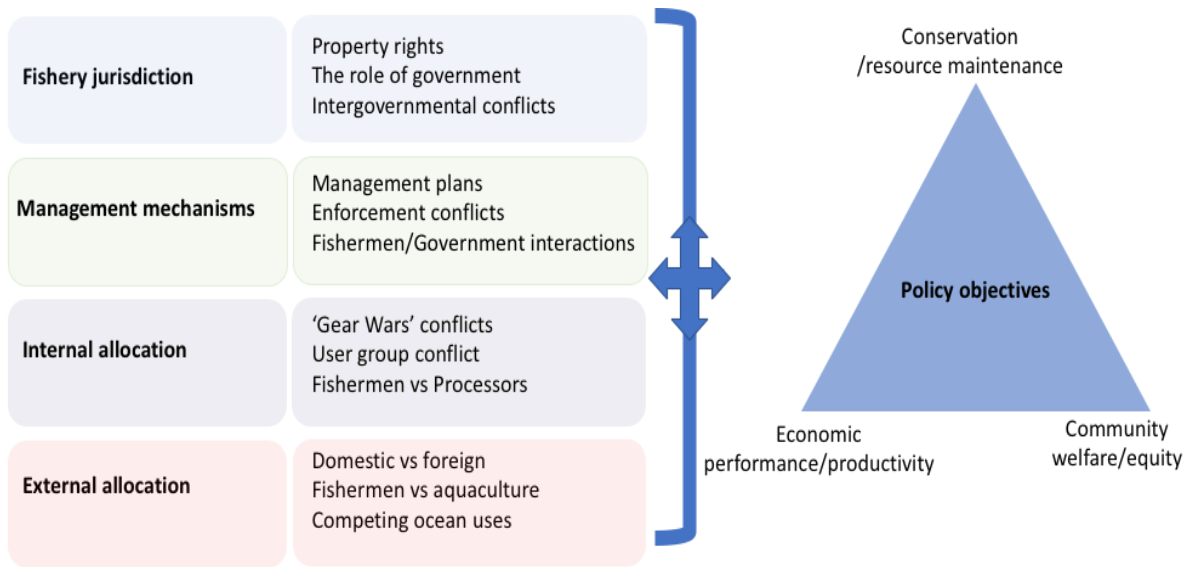 Fishery jurisdiction
Property rights
The role of government
Intergovernmental conflicts
Management mechanisms
Management plans
Enforcement conflicts
Fishermen/Government interactions
Internal allocation
‘Gear Wars’ conflicts
User group conflict
Fishermen vs Processors
External allocation
Domestic vs foreign
Fishermen vs aquaculture
Competing ocean uses
Conservation
/resource maintenance
Policy objectives
Economic
performance/productivity
Community
welfare/equity